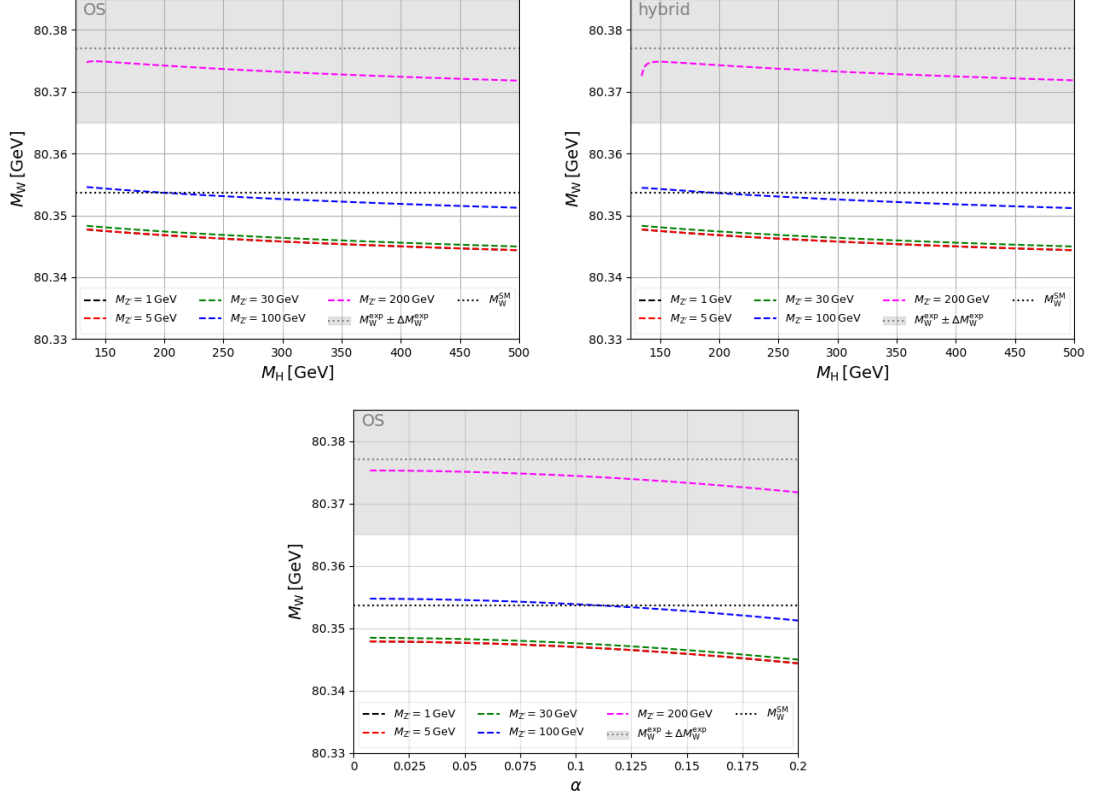 OS
80.38
80.37
80.36
80.35
80.34
80.33
M_W [GeV]
M_Z' = 1 GeV
M_Z' = 5 GeV
M_Z' = 30 GeV
M_Z' = 100 GeV
M_Z' = 200 GeV
M_W^exp ± ΔM_W^exp
M_W^SM
150 200 250 300 350 400 450 500
M_H [GeV]
hybrid
80.38
80.37
80.36
80.35
80.34
80.33
M_W [GeV]
M_Z' = 1 GeV
M_Z' = 5 GeV
M_Z' = 30 GeV
M_Z' = 100 GeV
M_Z' = 200 GeV
M_W^exp ± ΔM_W^exp
M_W^SM
150 200 250 300 350 400 450 500
M_H [GeV]
OS
80.38
80.37
80.36
80.35
80.34
80.33
M_W [GeV]
M_Z' = 1 GeV
M_Z' = 5 GeV
M_Z' = 30 GeV
M_Z' = 100 GeV
M_Z' = 200 GeV
M_W^exp ± ΔM_W^exp
M_W^SM
0 0.025 0.05 0.075 0.1 0.125 0.15 0.175 0.2
α